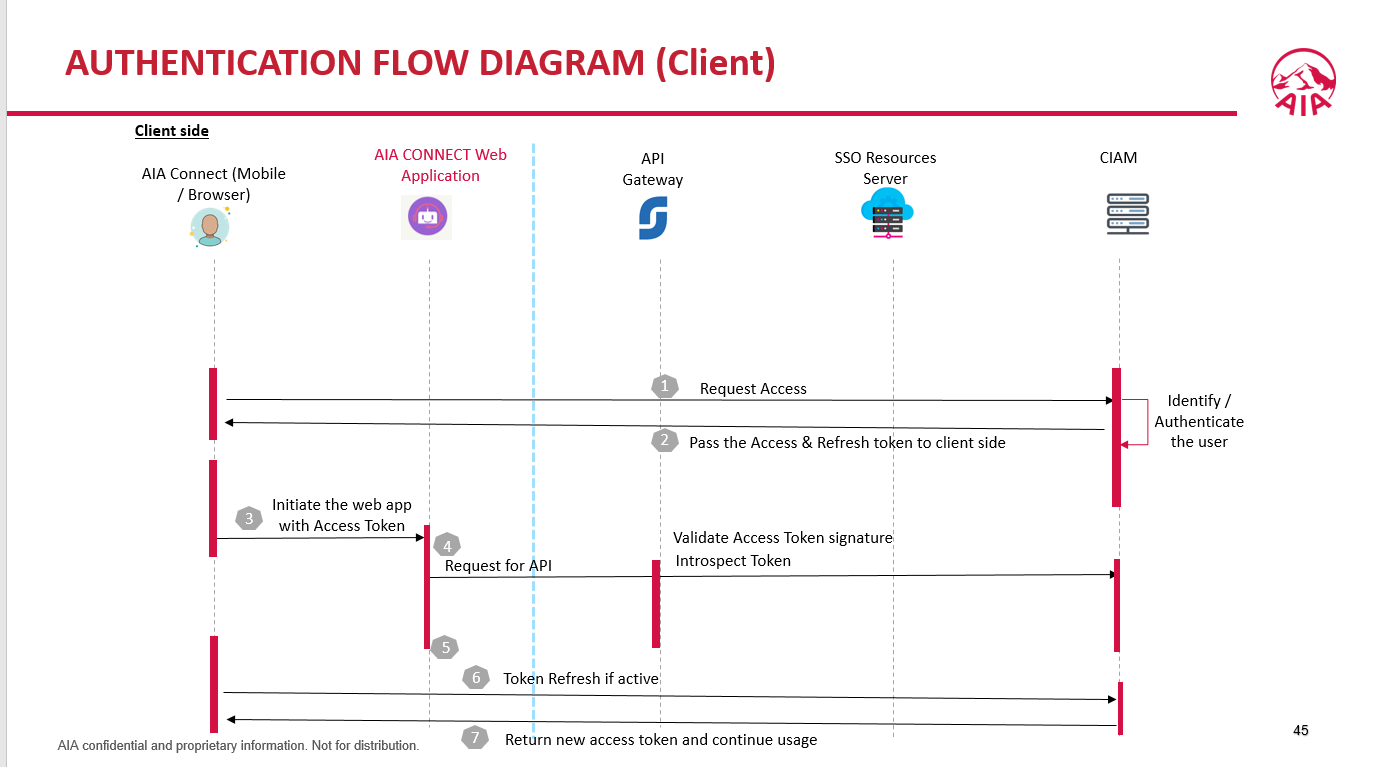 AUTHENTICATION FLOW DIAGRAM (Client)
AIA
Client side
AIA Connect (Mobile
/ Browser)
AIA CONNECT Web
Application
API
Gateway
SSO Resources
Server
CIAM
1
Request Access
Identify /
Authenticate
the user
2
Pass the Access & Refresh token to client side
3
Initiate the web app
with Access Token
4
Request for API
Validate Access Token signature
Introspect Token
5
6
Token Refresh if active
7
Return new access token and continue usage
AIA confidential and proprietary information. Not for distribution.
45